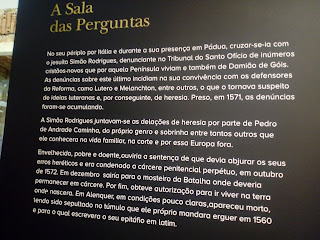 A Sala
das Perguntas
No seu périplo por Itália e durante a sua presença em Pádua, cruzar-se-ia com
o jesuíta Simão Rodrigues, denunciante no Tribunal do Santo Ofício de inúmeros
cristãos-novos que por aquela Península viviam e também de Damião de Góis.
As denúncias sobre este último incidiam na sua convivência com os defensores
da Reforma, como Lutero e Melanchton, entre outros, o que o tornava suspeito
de ideias luteranas e, por conseguinte, de heresia. Preso, em 1571, as denúncias
foram-se acumulando.
A Simão Rodrigues juntavam-se as delações de heresia por parte de Pedro
de Andrade Caminha, do próprio genro e sobrinha entre tantos outros que
ele conhecera na vida familiar, na corte e por essa Europa fora.
Envelhecido, pobre e doente, ouviria a sentença de que devia abjurar os seus
erros heréticos e era condenado a cárcere penitencial perpétuo, em outubro
de 1572. Em dezembro sairia para o mosteiro da Batalha onde deveria
permanecer em cárcere. Por fim, obteve autorização para ir viver na terra
onde nascera. Em Alenquer, em condições pouco claras, apareceu morto,
tendo sido sepultado no túmulo que ele próprio mandara erguer em 1560
e para o qual escrevera o seu epitáfio em latim.